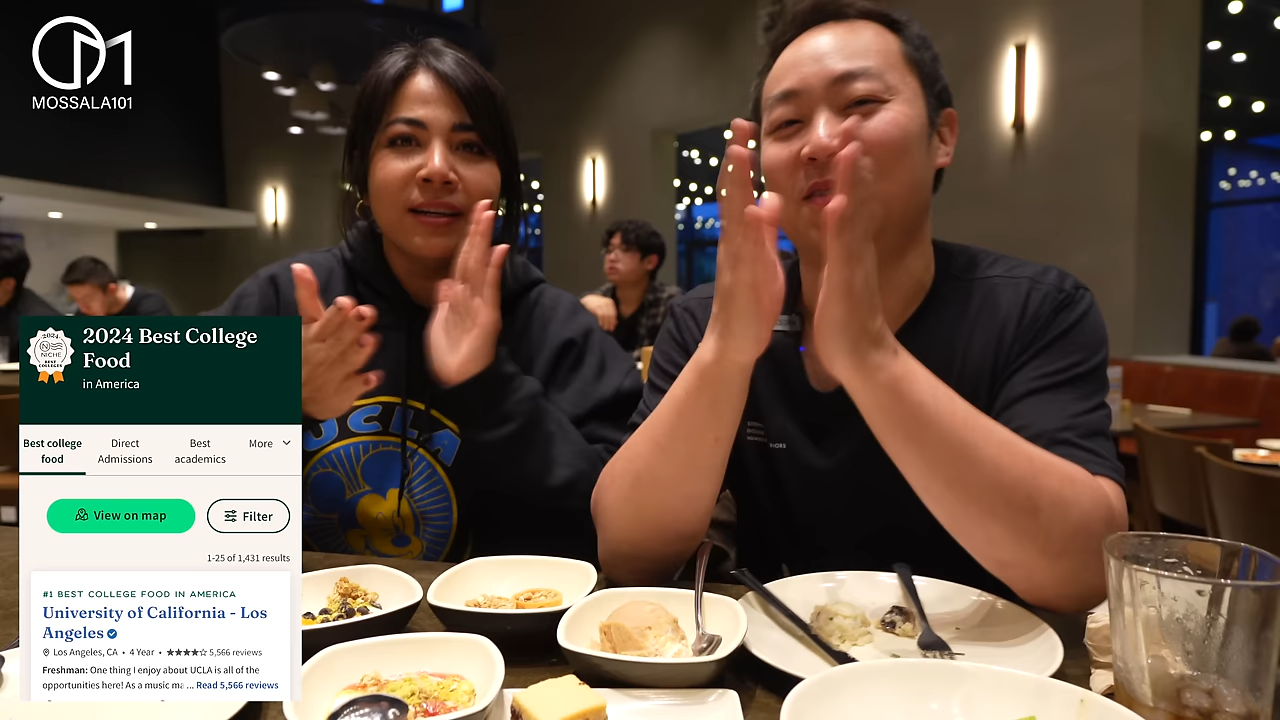 MOSSALA101
2024
NICHE
BEST
COLLEGES
2024 Best College
Food
in America
Best college
food
Direct
Admissions
Best
academics
More
View on map
Filter
1-25 of 1,431 results
#1 BEST COLLEGE FOOD IN AMERICA
University of California - Los
Angeles
Los Angeles, CA • 4 Year • ★★★★☆ 5,566 reviews
Freshman: One thing I enjoy about UCLA is all of the
opportunities here! As a music ma ... Read 5,566 reviews
UCLA